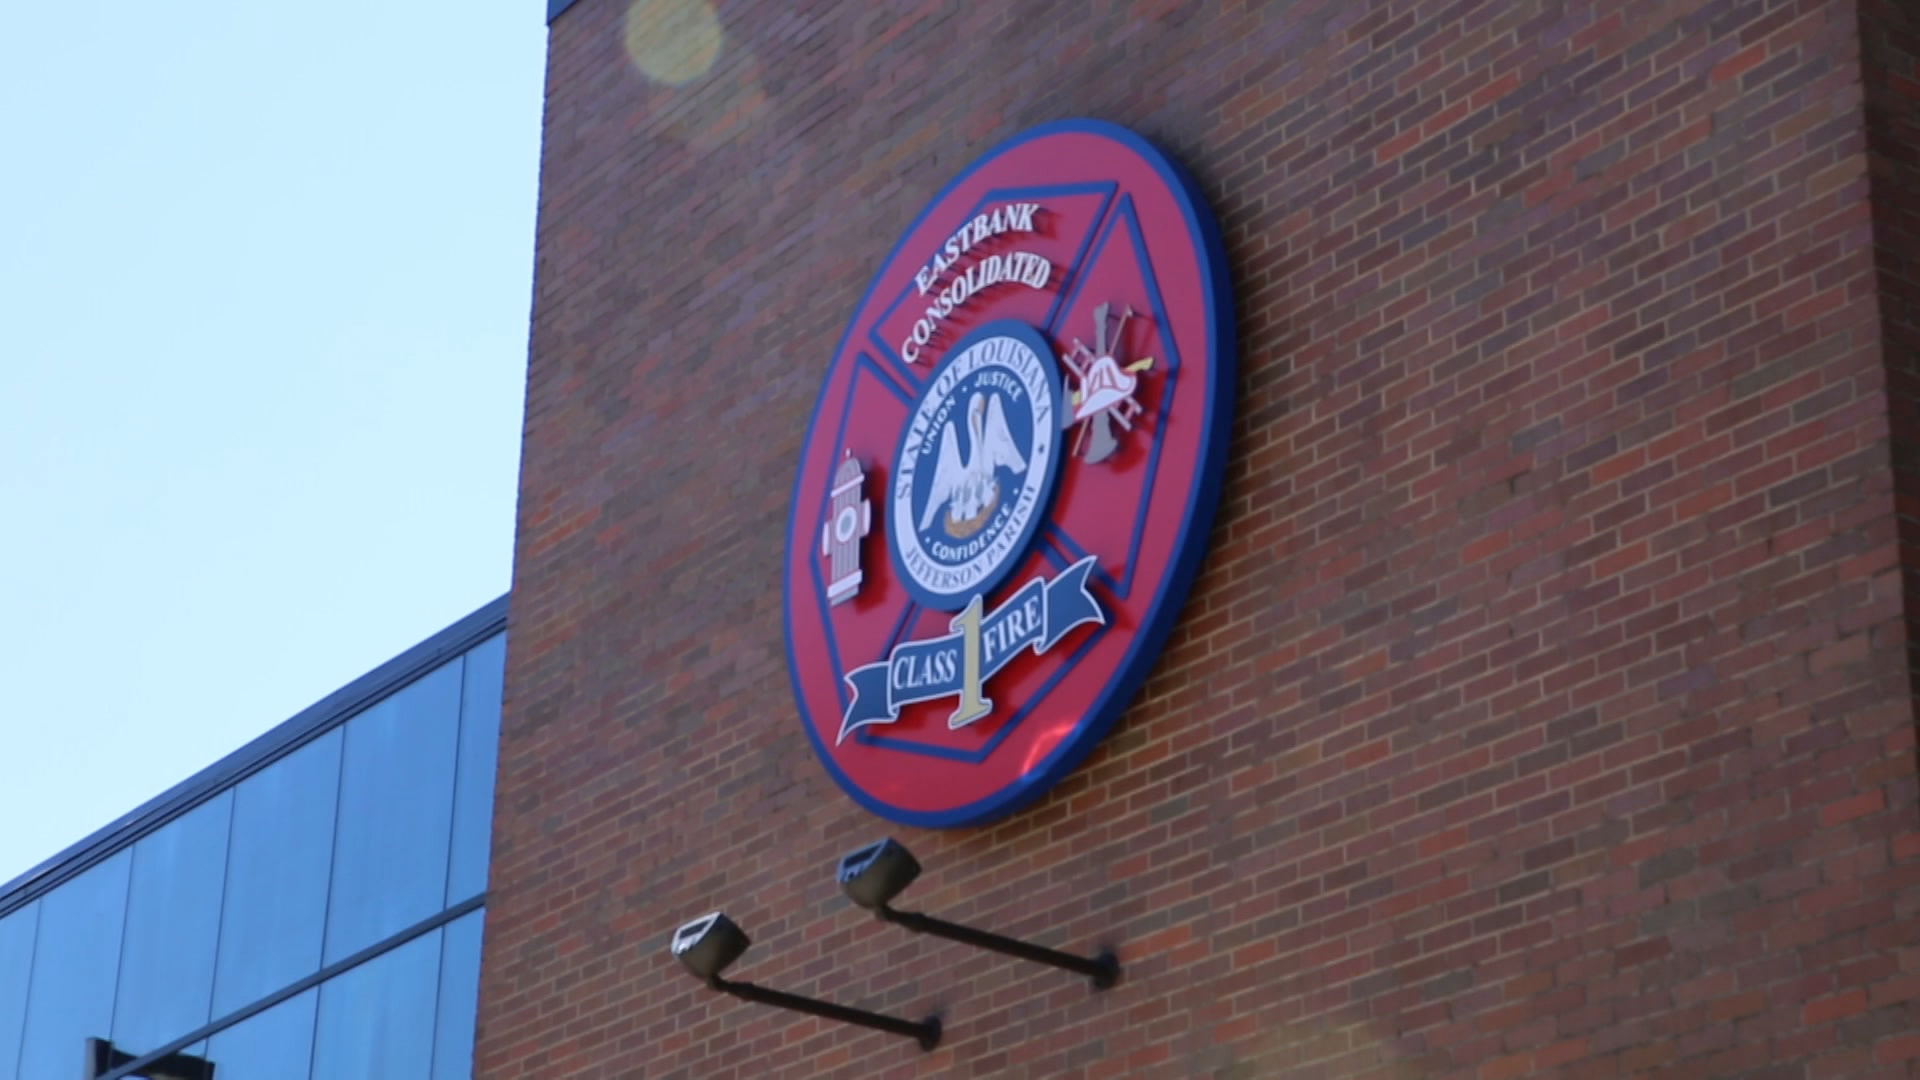 EASTBANK
CONSOLIDATED
STATE OF LOUISIANA
UNION • JUSTICE
• CONFIDENCE •
JEFFERSON PARISH
CLASS 1 FIRE